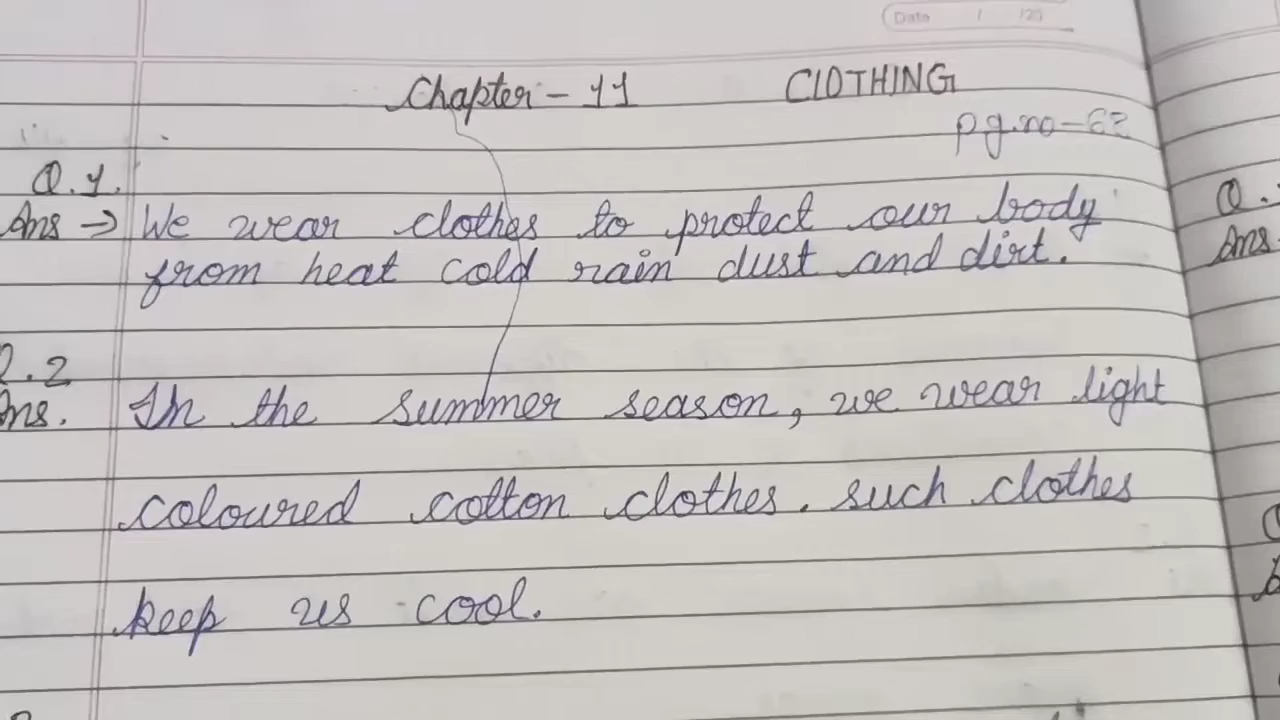 Date / /20
Chapter - 11 CLOTHING
pg.no - 62
Q.1.
Ans → We wear clothes to protect our body
from heat cold rain dust and dirt.
Q.2
Ans. In the summer season, we wear light
coloured cotton clothes. such clothes
keep us cool.
Q.
Ans.